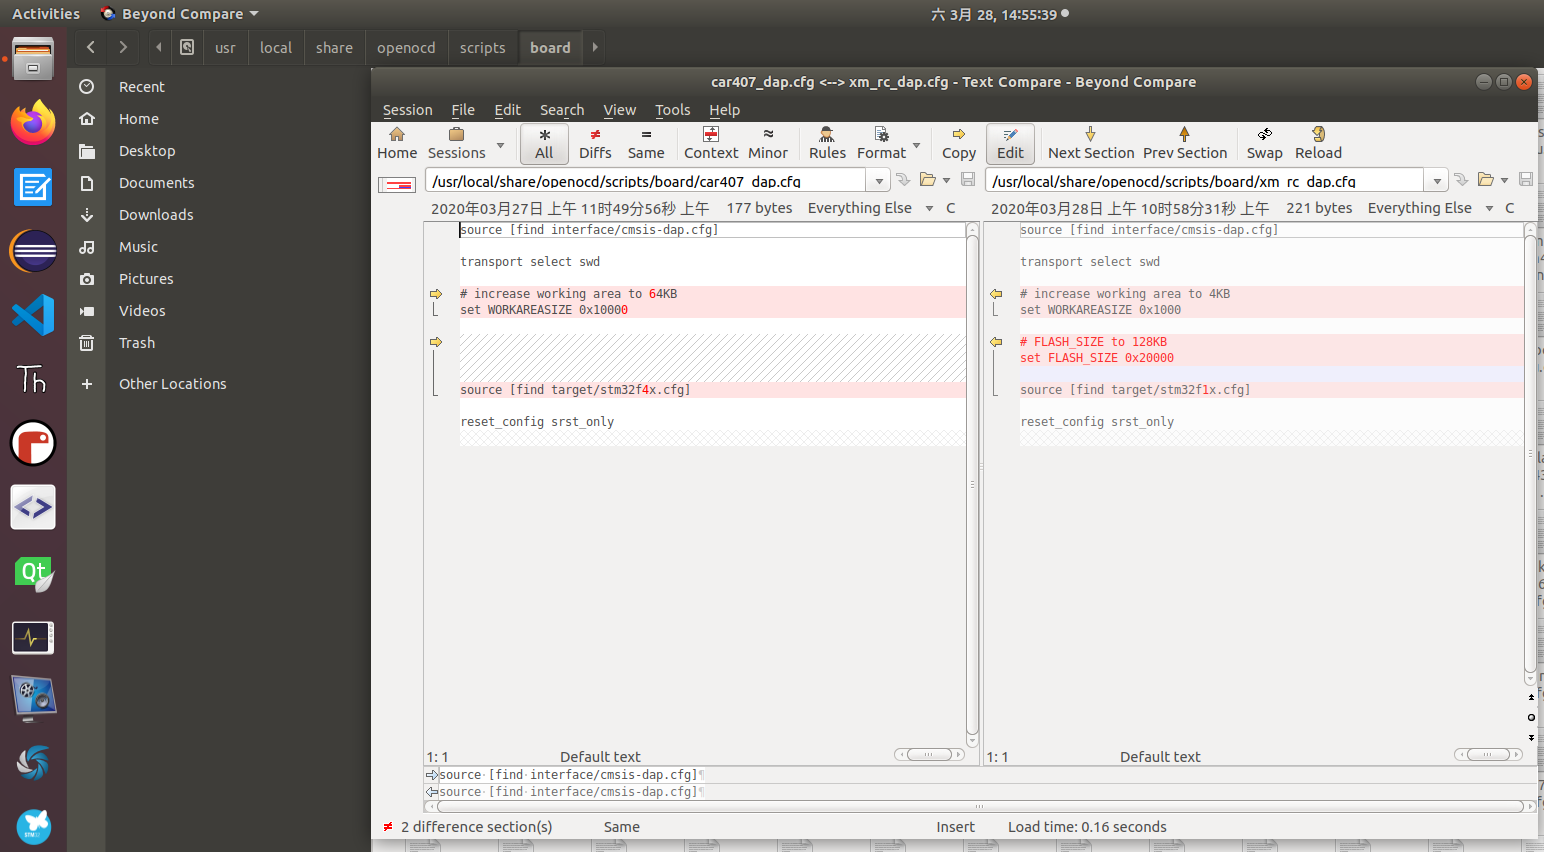 Activities
Beyond Compare
六 3月 28, 14:55:39
usr
local
share
openocd
scripts
board
Recent
Home
Desktop
Documents
Downloads
Music
Pictures
Videos
Trash
Other Locations
car407_dap.cfg <--> xm_rc_dap.cfg - Text Compare - Beyond Compare
Session File Edit Search View Tools Help
Home Sessions All Diffs Same Context Minor Rules Format Copy Edit Next Section Prev Section Swap Reload
/usr/local/share/openocd/scripts/board/car407_dap.cfg
2020年03月27日 上午 11时49分56秒 上午 177 bytes Everything Else C
source [find interface/cmsis-dap.cfg]
transport select swd
# increase working area to 64KB
set WORKAREASIZE 0x10000
source [find target/stm32f4x.cfg]
reset_config srst_only
1: 1 Default text
/usr/local/share/openocd/scripts/board/xm_rc_dap.cfg
2020年03月28日 上午 10时58分31秒 上午 221 bytes Everything Else C
source [find interface/cmsis-dap.cfg]
transport select swd
# increase working area to 4KB
set WORKAREASIZE 0x1000
# FLASH_SIZE to 128KB
set FLASH_SIZE 0x20000
source [find target/stm32f1x.cfg]
reset_config srst_only
1: 1 Default text
source·[find·interface/cmsis-dap.cfg]¶
source·[find·interface/cmsis-dap.cfg]¶
2 difference section(s) Same Insert Load time: 0.16 seconds
Th
Qt